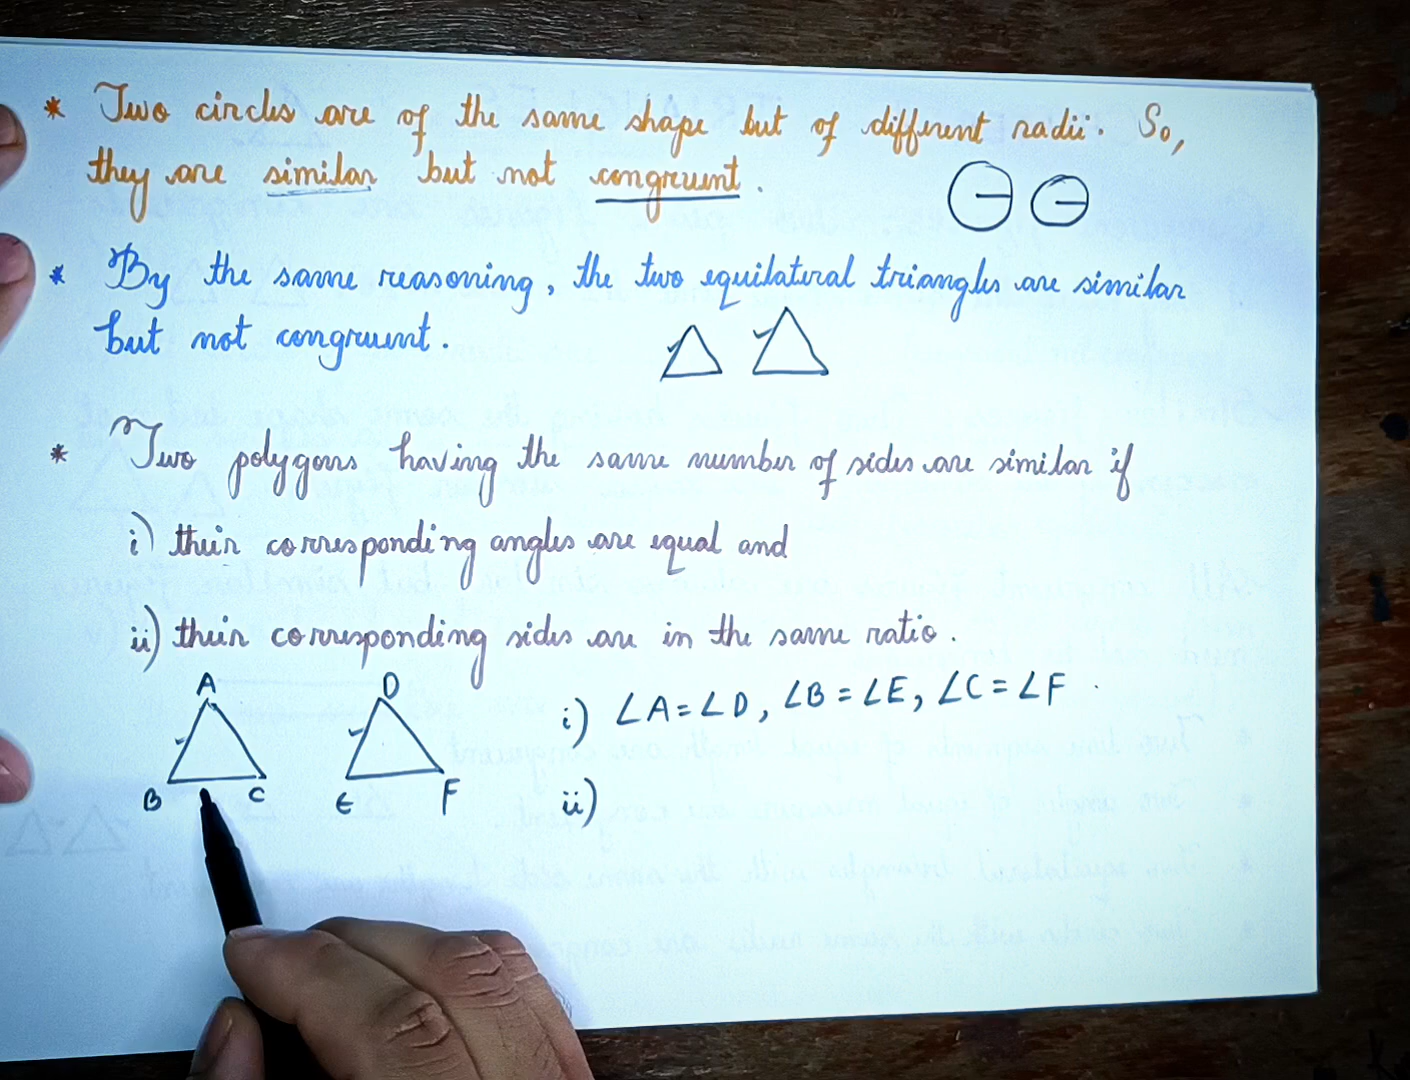 * Two circles are of the same shape but of different radii. So,
they are similar but not congruent.
* By the same reasoning, the two equilateral triangles are similar
but not congruent.
* Two polygons having the same number of sides are similar if
i) their corresponding angles are equal and
ii) their corresponding sides are in the same ratio.
A D
B C E F
i) ∠A = ∠D, ∠B = ∠E, ∠C = ∠F
ii)